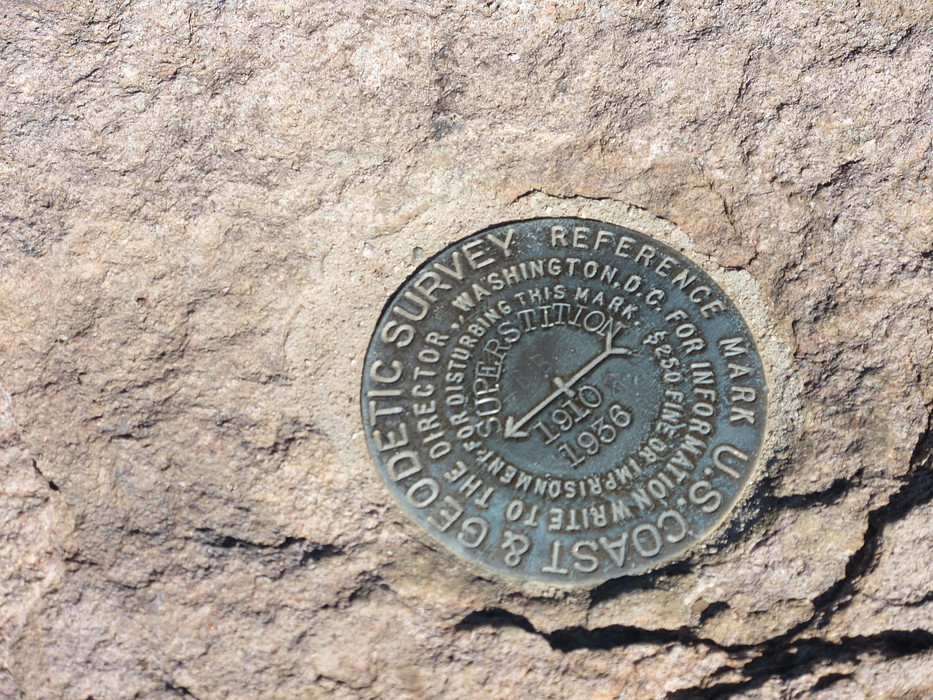 U.S. COAST & GEODETIC SURVEY REFERENCE MARK
FOR INFORMATION WRITE TO THE DIRECTOR, WASHINGTON, D.C.
$250 FINE OR IMPRISONMENT FOR DISTURBING THIS MARK.
SUPERSTITION
1910
1936